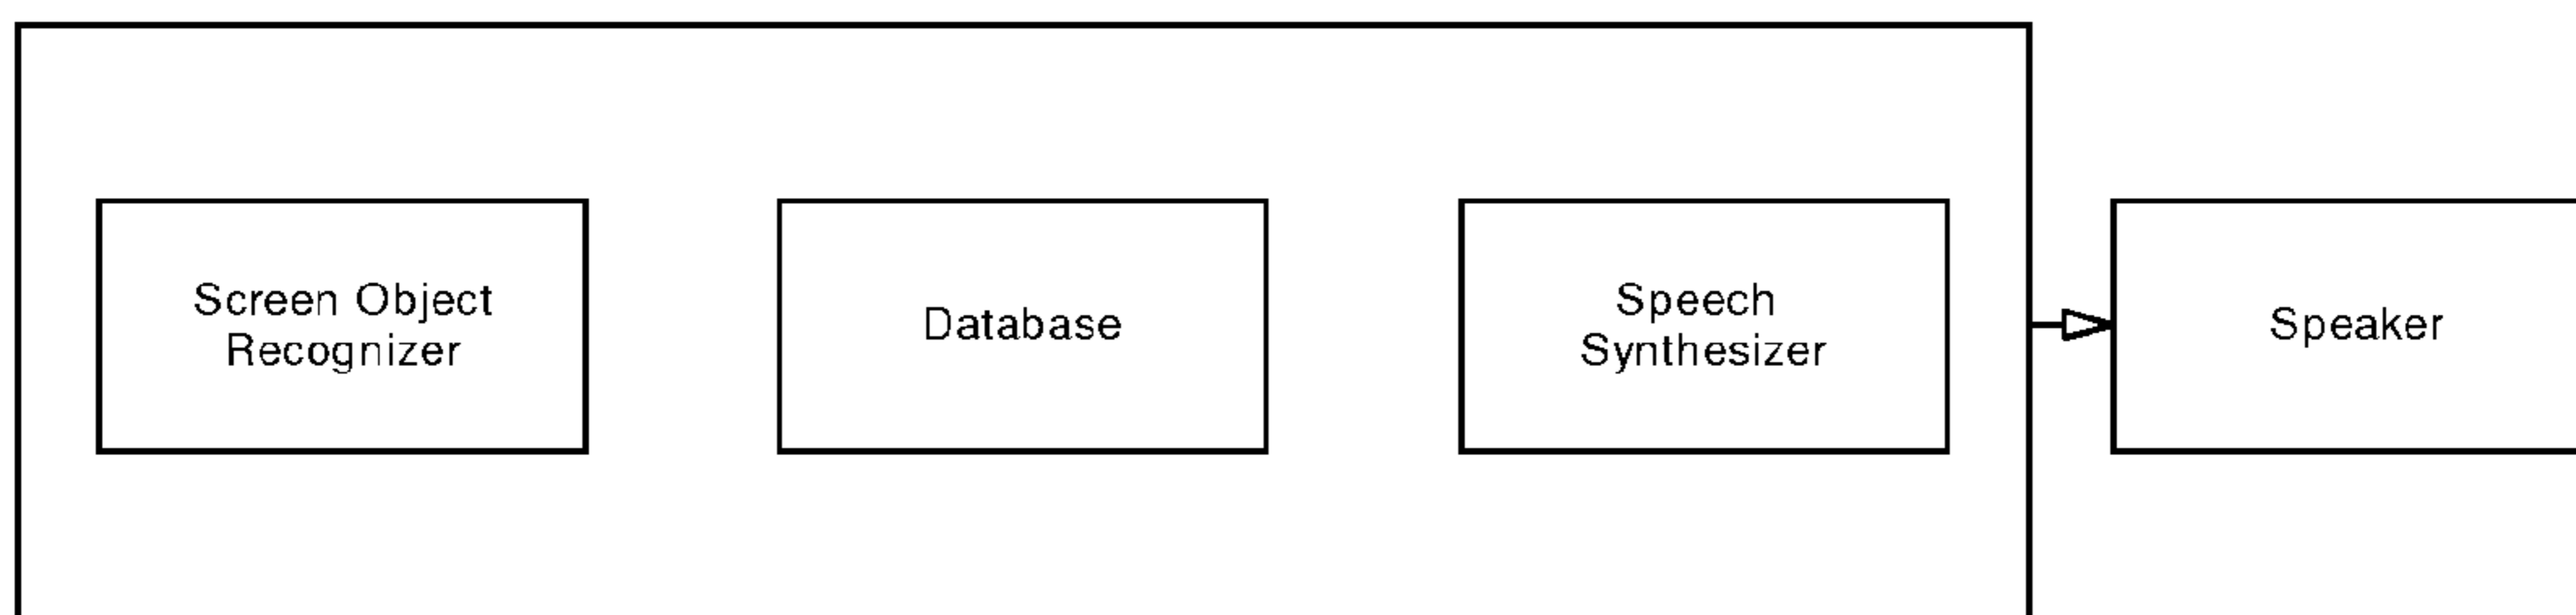 Screen Object
Recognizer
Database
Speech
Synthesizer
Speaker